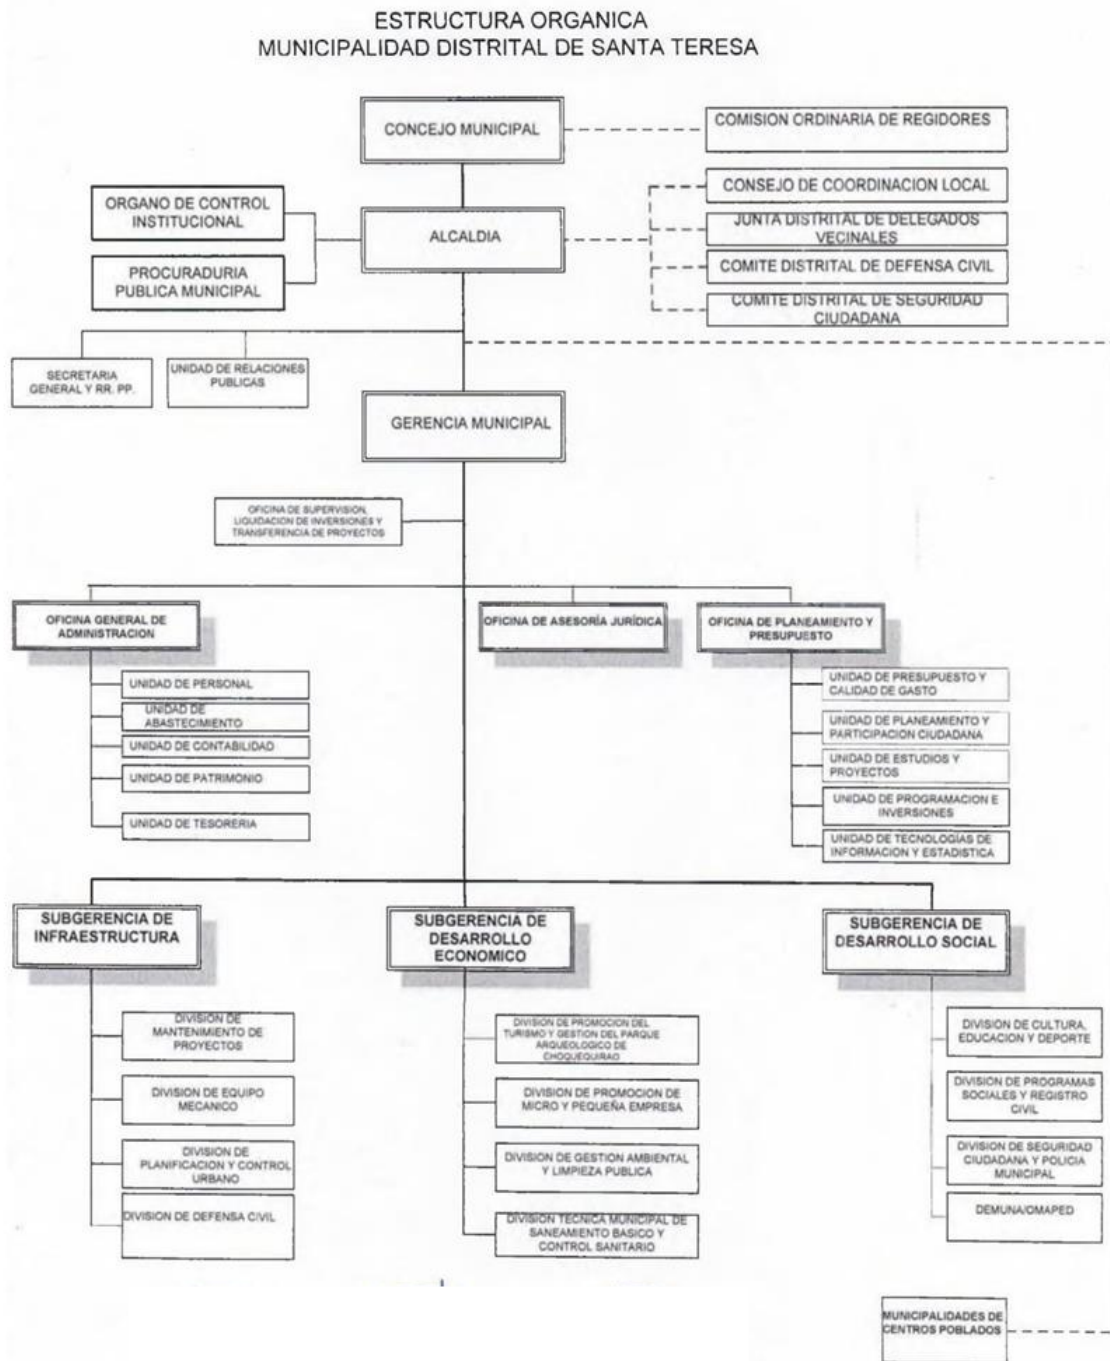 ESTRUCTURA ORGANICA
MUNICIPALIDAD DISTRITAL DE SANTA TERESA
CONCEJO MUNICIPAL
COMISION ORDINARIA DE REGIDORES
CONSEJO DE COORDINACION LOCAL
ORGANO DE CONTROL
INSTITUCIONAL
ALCALDIA
JUNTA DISTRITAL DE DELEGADOS
VECINALES
PROCURADURIA
PUBLICA MUNICIPAL
COMITE DISTRITAL DE DEFENSA CIVIL
COMITE DISTRITAL DE SEGURIDAD
CIUDADANA
SECRETARIA
GENERAL Y RR. PP.
UNIDAD DE RELACIONES
PUBLICAS
GERENCIA MUNICIPAL
OFICINA DE SUPERVISION,
LIQUIDACION DE INVERSIONES Y
TRANSFERENCIA DE PROYECTOS
OFICINA GENERAL DE
ADMINISTRACION
OFICINA DE ASESORÍA JURÍDICA
OFICINA DE PLANEAMIENTO Y
PRESUPUESTO
UNIDAD DE PERSONAL
UNIDAD DE
ABASTECIMIENTO
UNIDAD DE CONTABILIDAD
UNIDAD DE PATRIMONIO
UNIDAD DE TESORERIA
UNIDAD DE PRESUPUESTO Y
CALIDAD DE GASTO
UNIDAD DE PLANEAMIENTO Y
PARTICIPACION CIUDADANA
UNIDAD DE ESTUDIOS Y
PROYECTOS
UNIDAD DE PROGRAMACION E
INVERSIONES
UNIDAD DE TECNOLOGÍAS DE
INFORMACION Y ESTADISTICA
SUBGERENCIA DE
INFRAESTRUCTURA
SUBGERENCIA DE
DESARROLLO
ECONOMICO
SUBGERENCIA DE
DESARROLLO SOCIAL
DIVISION DE
MANTENIMIENTO DE
PROYECTOS
DIVISION DE EQUIPO
MECANICO
DIVISION DE
PLANIFICACION Y CONTROL
URBANO
DIVISION DE DEFENSA CIVIL
DIVISION DE PROMOCION DEL
TURISMO Y GESTION DEL PARQUE
ARQUEOLOGICO DE
CHOQUEQUIRAO
DIVISION DE PROMOCION DE
MICRO Y PEQUEÑA EMPRESA
DIVISION DE GESTION AMBIENTAL
Y LIMPIEZA PUBLICA
DIVISION TECNICA MUNICIPAL DE
SANEAMIENTO BASICO Y
CONTROL SANITARIO
DIVISION DE CULTURA,
EDUCACION Y DEPORTE
DIVISION DE PROGRAMAS
SOCIALES Y REGISTRO
CIVIL
DIVISION DE SEGURIDAD
CIUDADANA Y POLICIA
MUNICIPAL
DEMUNA/OMAPED
MUNICIPALIDADES DE
CENTROS POBLADOS